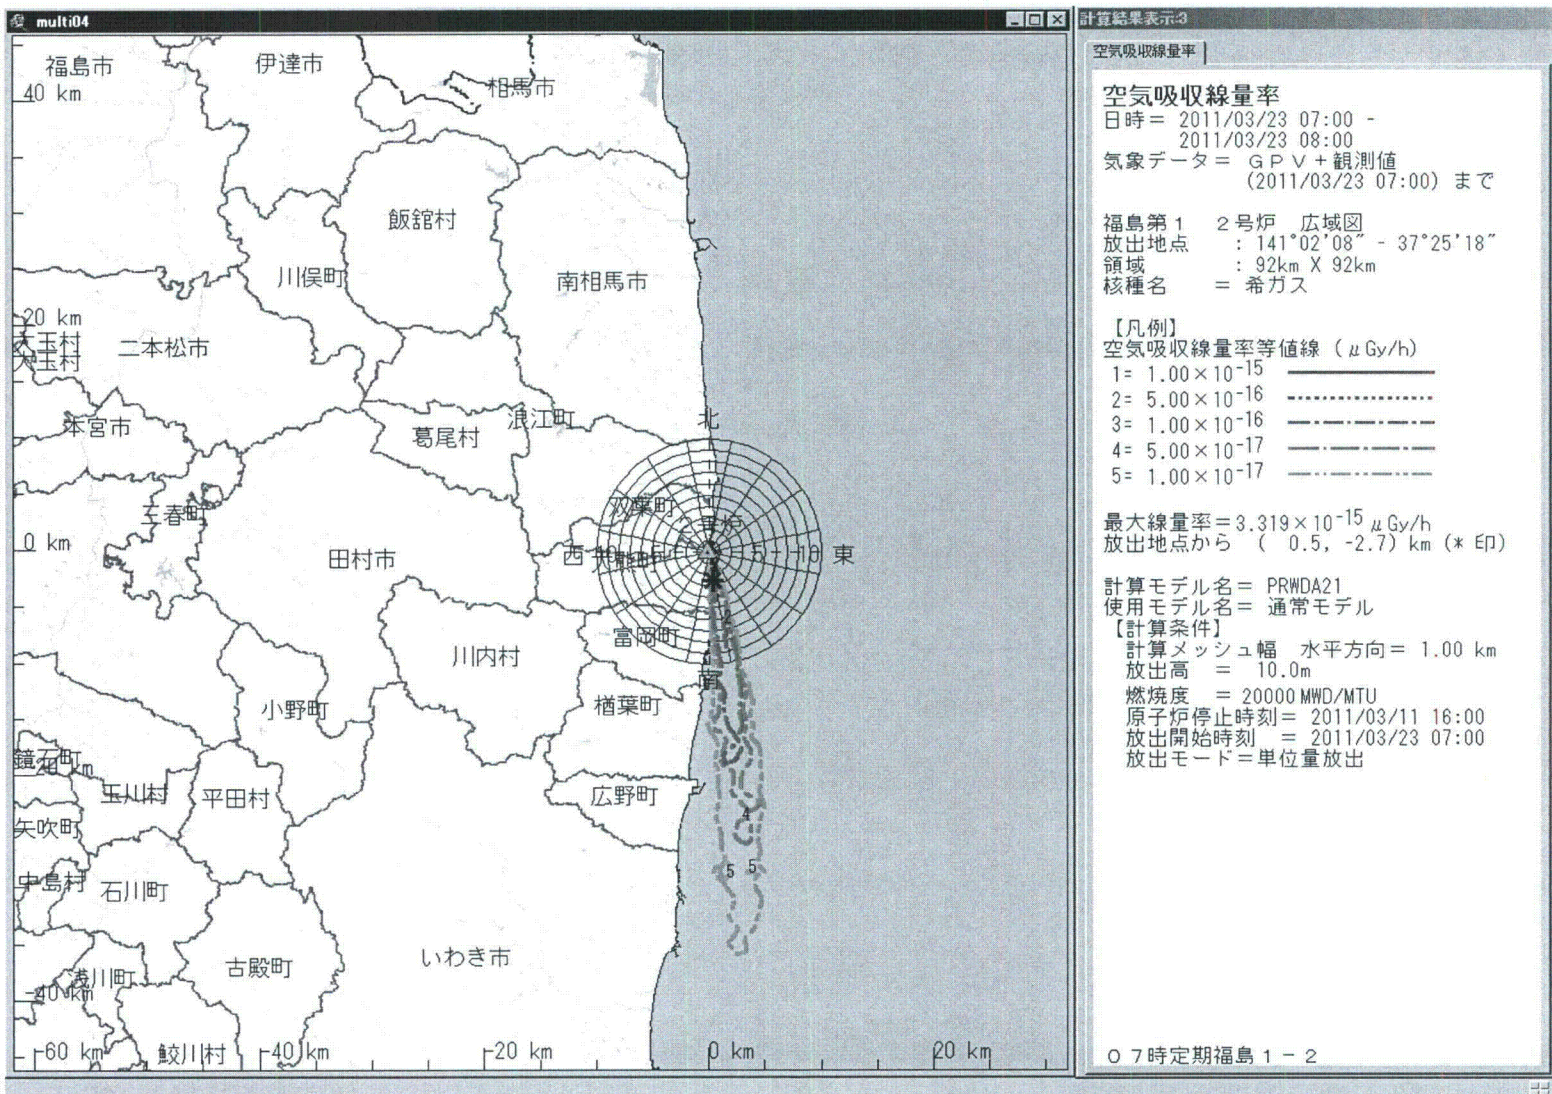 multi04
福島市
伊達市
相馬市
40 km
飯舘村
川俣町
南相馬市
20 km
大玉村
二本松市
大玉村
本宮市
葛尾村
浪江町
北
双葉町
三春町
0 km
田村市
西
東
富岡町
川内村
南
小野町
楢葉町
鏡石町
-20 km
玉川村
平田村
広野町
矢吹町
4
中島村
石川町
5
5
いわき市
古殿町
浅川町
-40 km
鮫川村
-60 km
-40 km
-20 km
0 km
20 km
計算結果表示:3
空気吸収線量率
空気吸収線量率
日時= 2011/03/23 07:00 -
2011/03/23 08:00
気象データ= GPV+観測値
(2011/03/23 07:00) まで
福島第1 2号炉 広域図
放出地点 : 141°02'08" - 37°25'18"
領域 : 92km X 92km
核種名 = 希ガス
【凡例】
空気吸収線量率等値線 (μGy/h)
1= 1.00×10⁻¹⁵
2= 5.00×10⁻¹⁶
3= 1.00×10⁻¹⁶
4= 5.00×10⁻¹⁷
5= 1.00×10⁻¹⁷
最大線量率=3.319×10⁻¹⁵ μGy/h
放出地点から ( 0.5, -2.7) km (* 印)
計算モデル名= PRWDA21
使用モデル名= 通常モデル
【計算条件】
計算メッシュ幅 水平方向= 1.00 km
放出高 = 10.0m
燃焼度 = 20000MWD/MTU
原子炉停止時刻= 2011/03/11 16:00
放出開始時刻 = 2011/03/23 07:00
放出モード=単位量放出
07時定期福島1-2